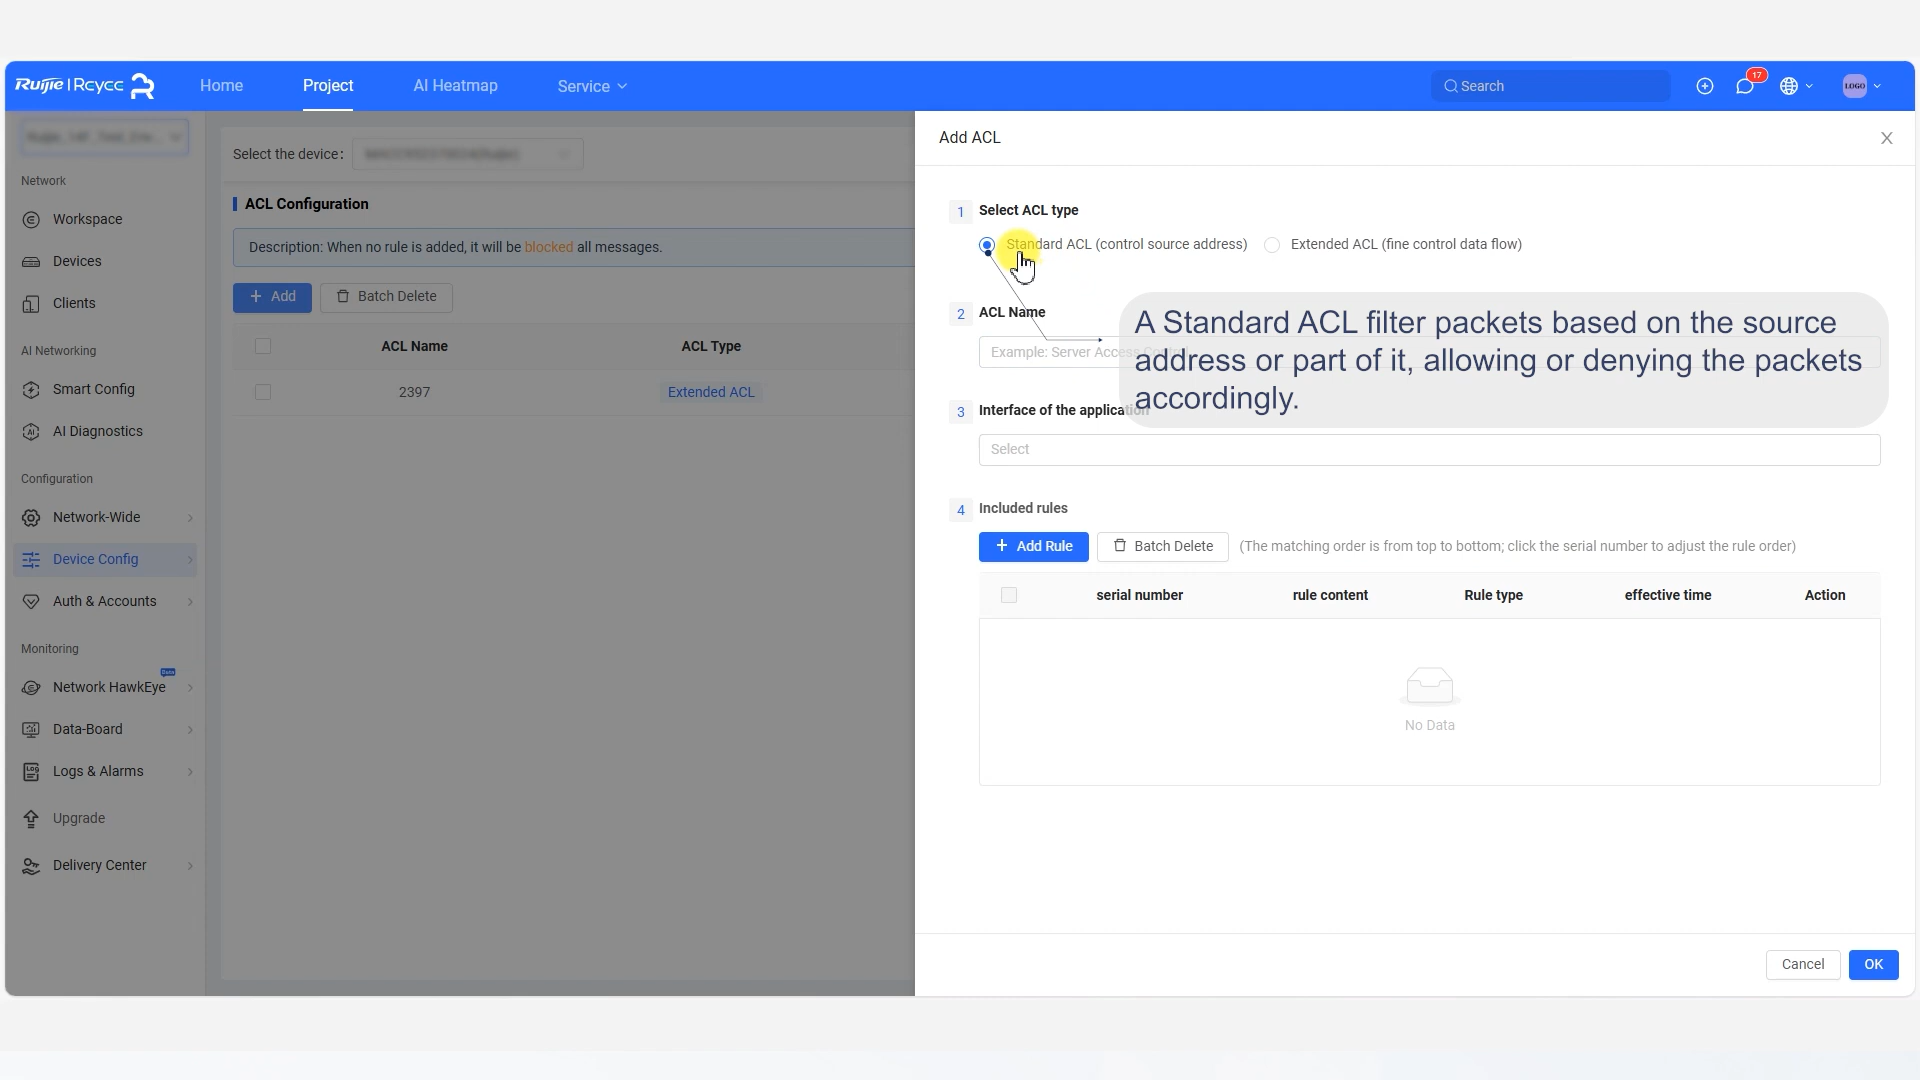 Ruijie | Rcycc
Home
Project
AI Heatmap
Service
Search
17
LOGO
Select the device:
Add ACL
Network
Workspace
Devices
Clients
AI Networking
Smart Config
AI Diagnostics
Configuration
Network-Wide
Device Config
Auth & Accounts
Monitoring
Beta
Network HawkEye
Data-Board
Logs & Alarms
Upgrade
Delivery Center
ACL Configuration
Description: When no rule is added, it will be blocked all messages.
Add
Batch Delete
ACL Name
ACL Type
2397
Extended ACL
1
Select ACL type
Standard ACL (control source address)
Extended ACL (fine control data flow)
2
ACL Name
Example: Server Access Control
A Standard ACL filter packets based on the source
address or part of it, allowing or denying the packets
accordingly.
3
Interface of the application
Select
4
Included rules
Add Rule
Batch Delete
(The matching order is from top to bottom; click the serial number to adjust the rule order)
serial number
rule content
Rule type
effective time
Action
No Data
Cancel
OK